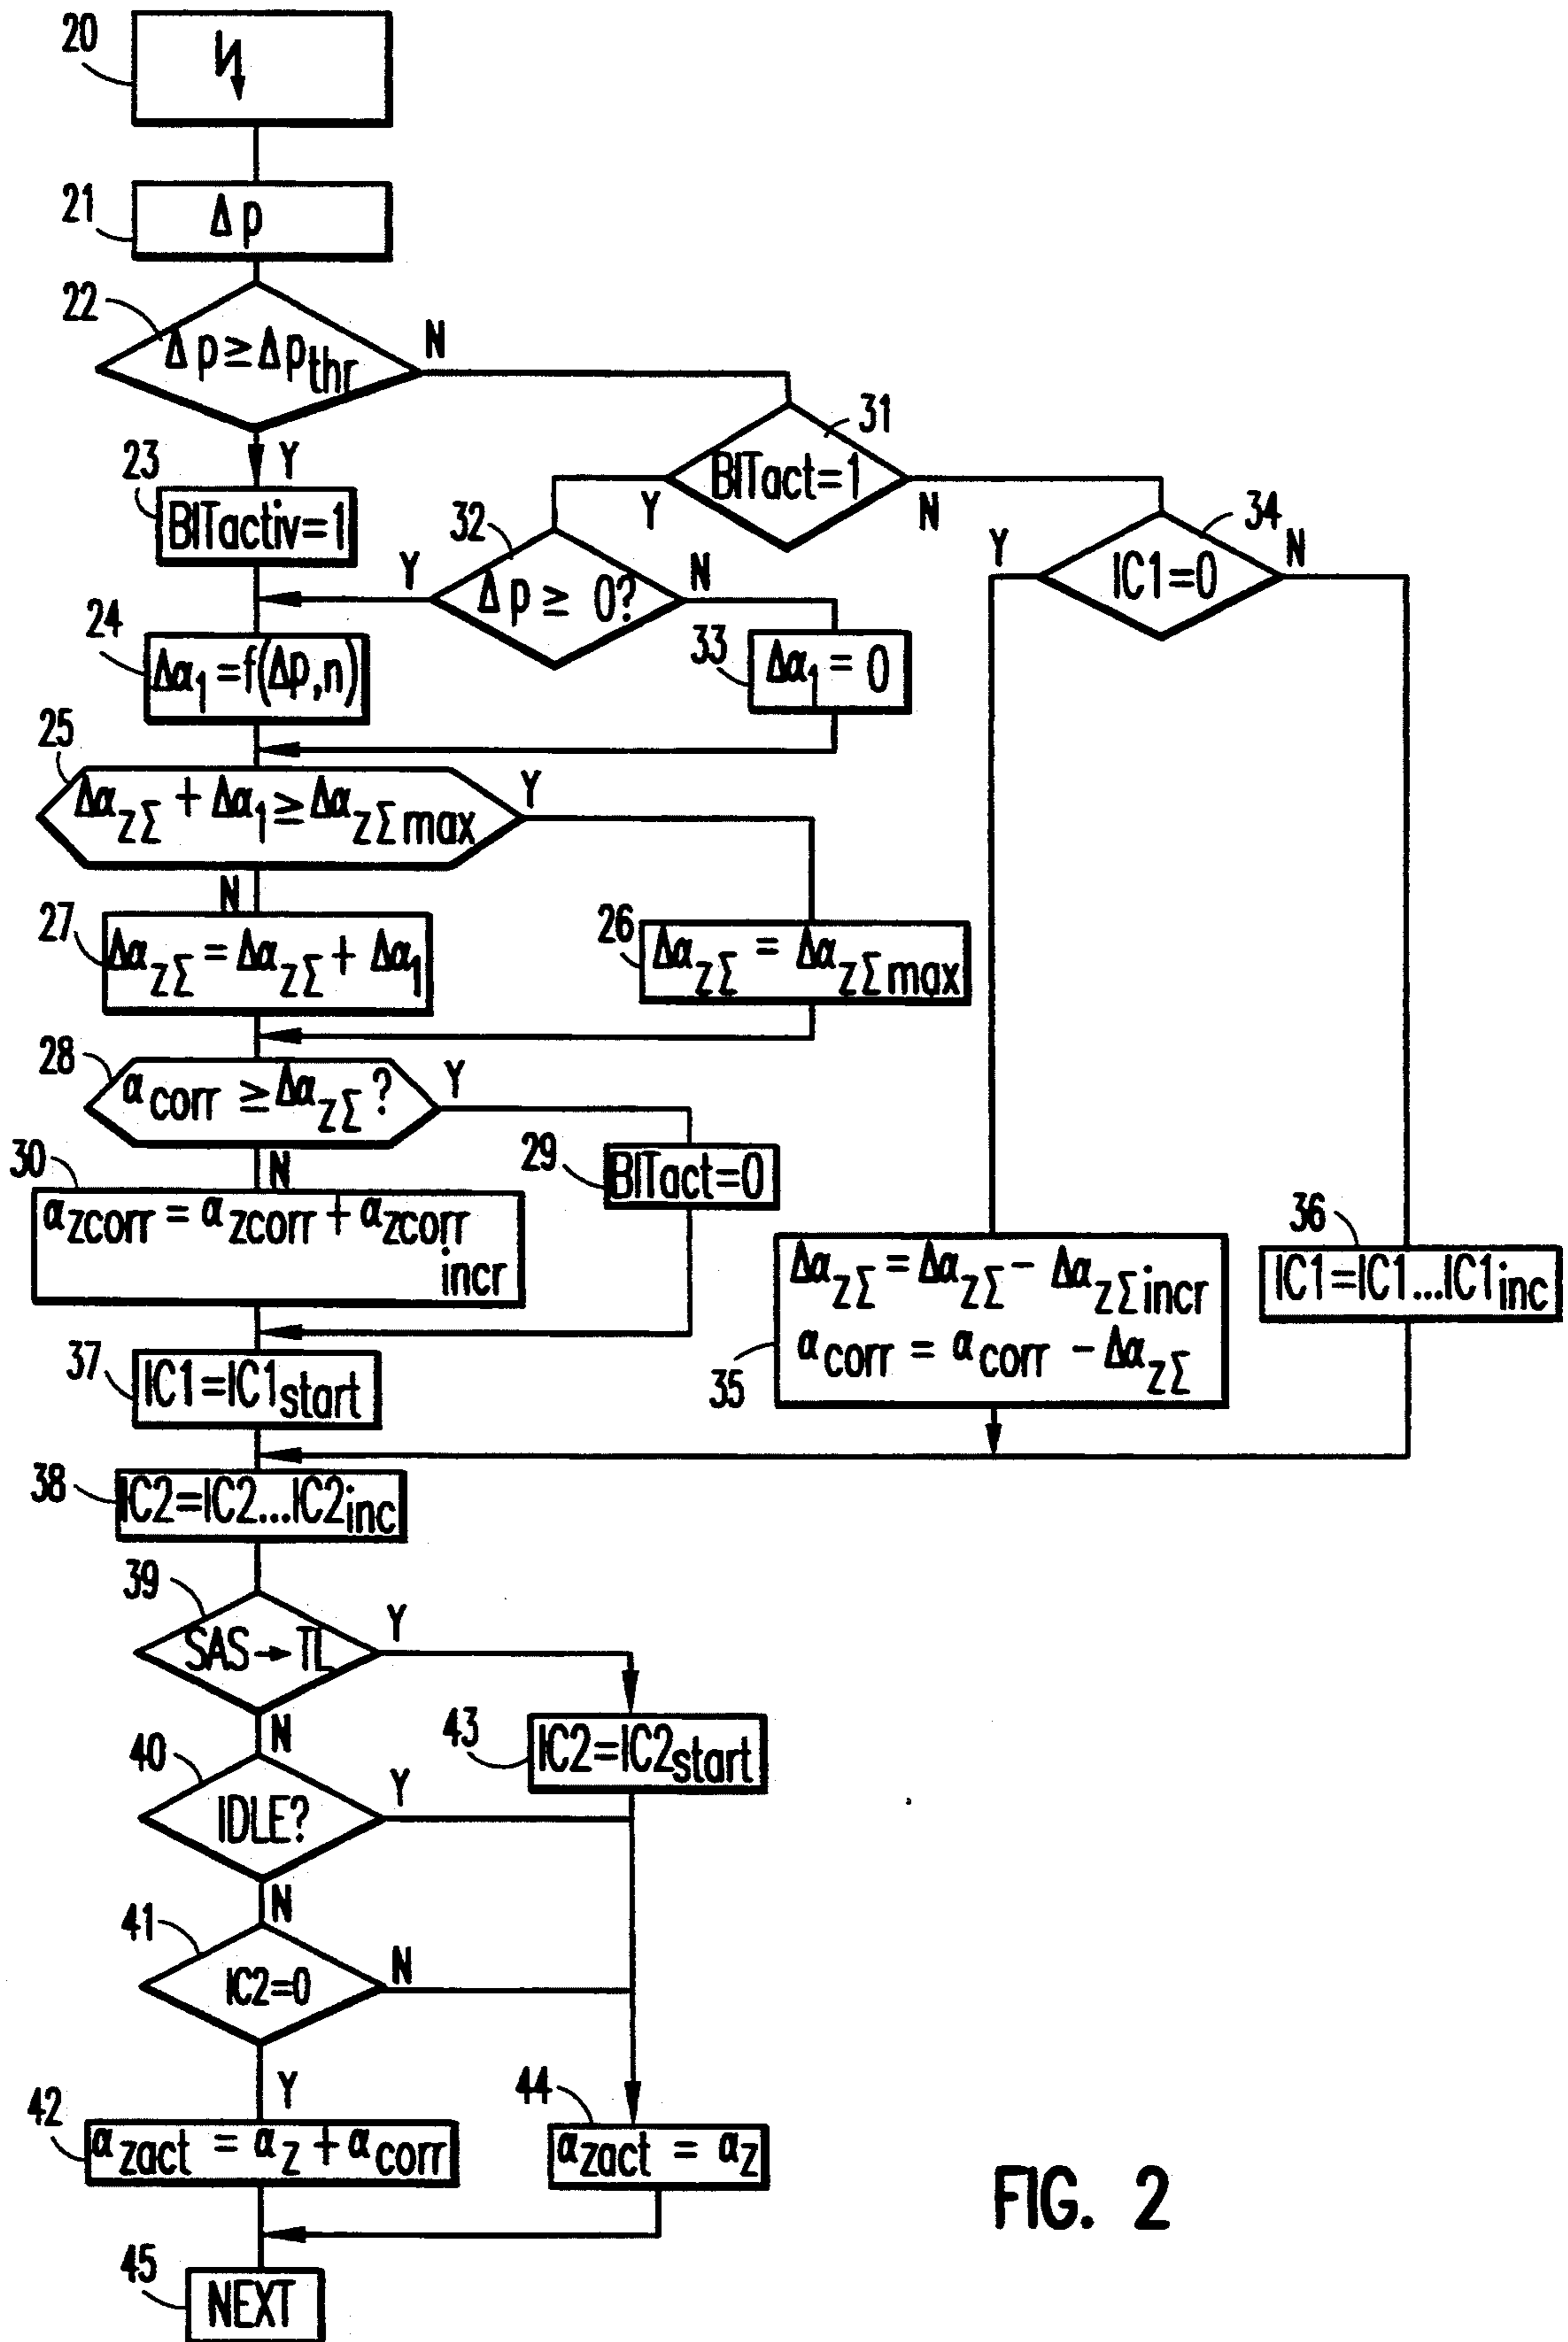 20
21
Δp
22
Δp ≥ Δp_thr
N
Y
23
BITactiv=1
31
BITact=1
Y
N
32
Δp ≥ 0?
Y
N
34
IC1=0
Y
N
24
Δα_1 = f(Δp,n)
33
Δα_1 = 0
25
Δα_zΣ + Δα_1 ≥ Δα_zΣmax
Y
N
27
Δα_zΣ = Δα_zΣ + Δα_1
26
Δα_zΣ = Δα_zΣmax
28
α_corr ≥ Δα_zΣ ?
Y
N
29
BITact=0
30
α_zcorr = α_zcorr + α_zcorr
incr
35
Δα_zΣ = Δα_zΣ - Δα_zΣincr
α_corr = α_corr - Δα_zΣ
36
IC1=IC1...IC1_inc
37
IC1=IC1_start
38
IC2=IC2...IC2_inc
39
SAS→TL
Y
N
43
IC2=IC2_start
40
IDLE?
Y
N
41
IC2=0
N
Y
42
α_zact = α_z + α_corr
44
α_zact = α_z
45
NEXT
FIG. 2